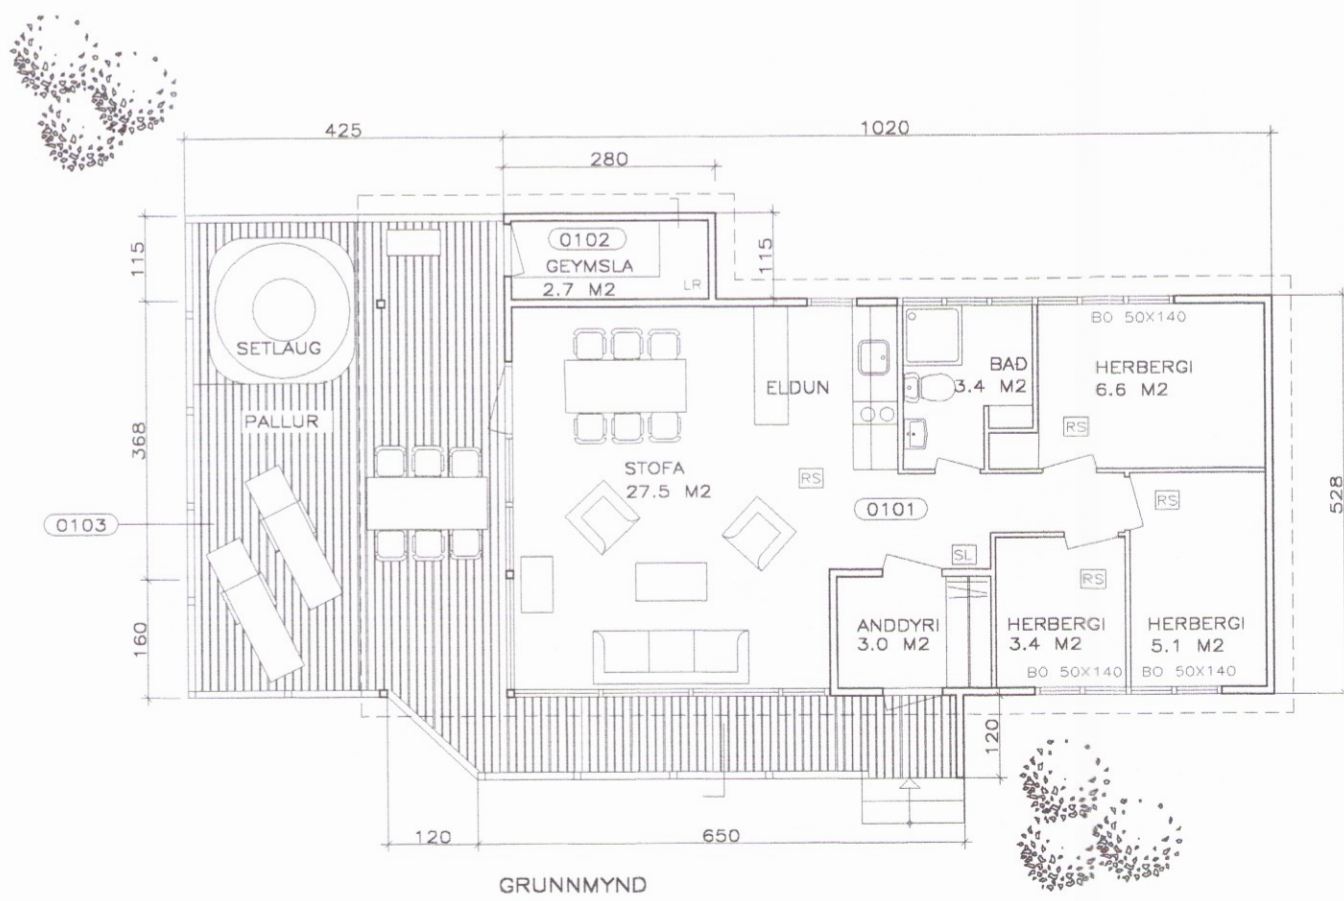 425
1020
280
115
0102
GEYMSLA
2.7 M2
LR
115
BO 50X140
SETLAUG
BAÐ
3.4 M2
HERBERGI
6.6 M2
ELDUN
PALLUR
368
RS
STOFA
27.5 M2
RS
RS
528
0103
0101
SL
RS
160
ANDDYRI
3.0 M2
HERBERGI
3.4 M2
HERBERGI
5.1 M2
BO 50X140
BO 50X140
120
120
650
GRUNNMYND